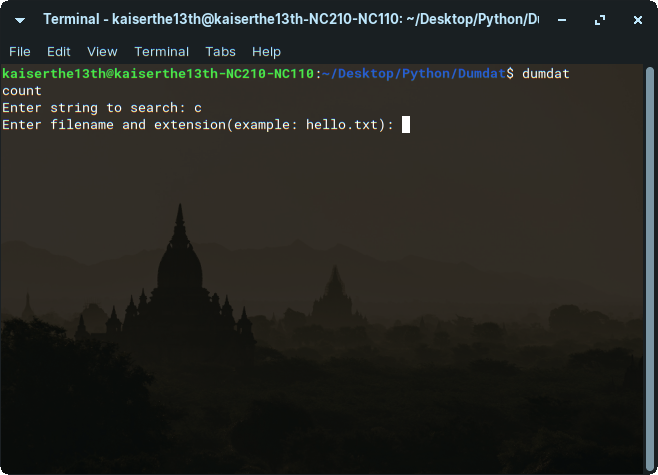 Terminal - kaiserthe13th@kaiserthe13th-NC210-NC110: ~/Desktop/Python/Du
File Edit View Terminal Tabs Help
kaiserthe13th@kaiserthe13th-NC210-NC110:~/Desktop/Python/Dumdat$ dumdat
count
Enter string to search: c
Enter filename and extension(example: hello.txt):